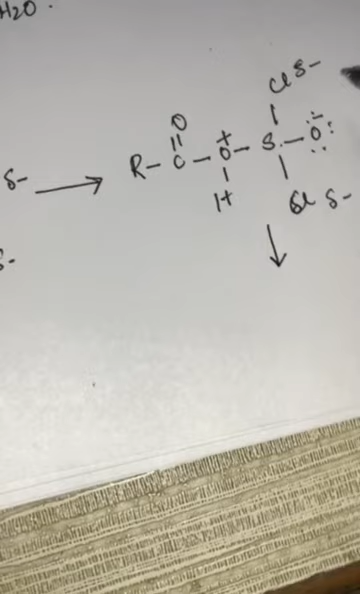 H2O.
Cl δ-
O
||
δ- → R - C - O+ - S - O:-
H
Cl δ-
δ-
↓